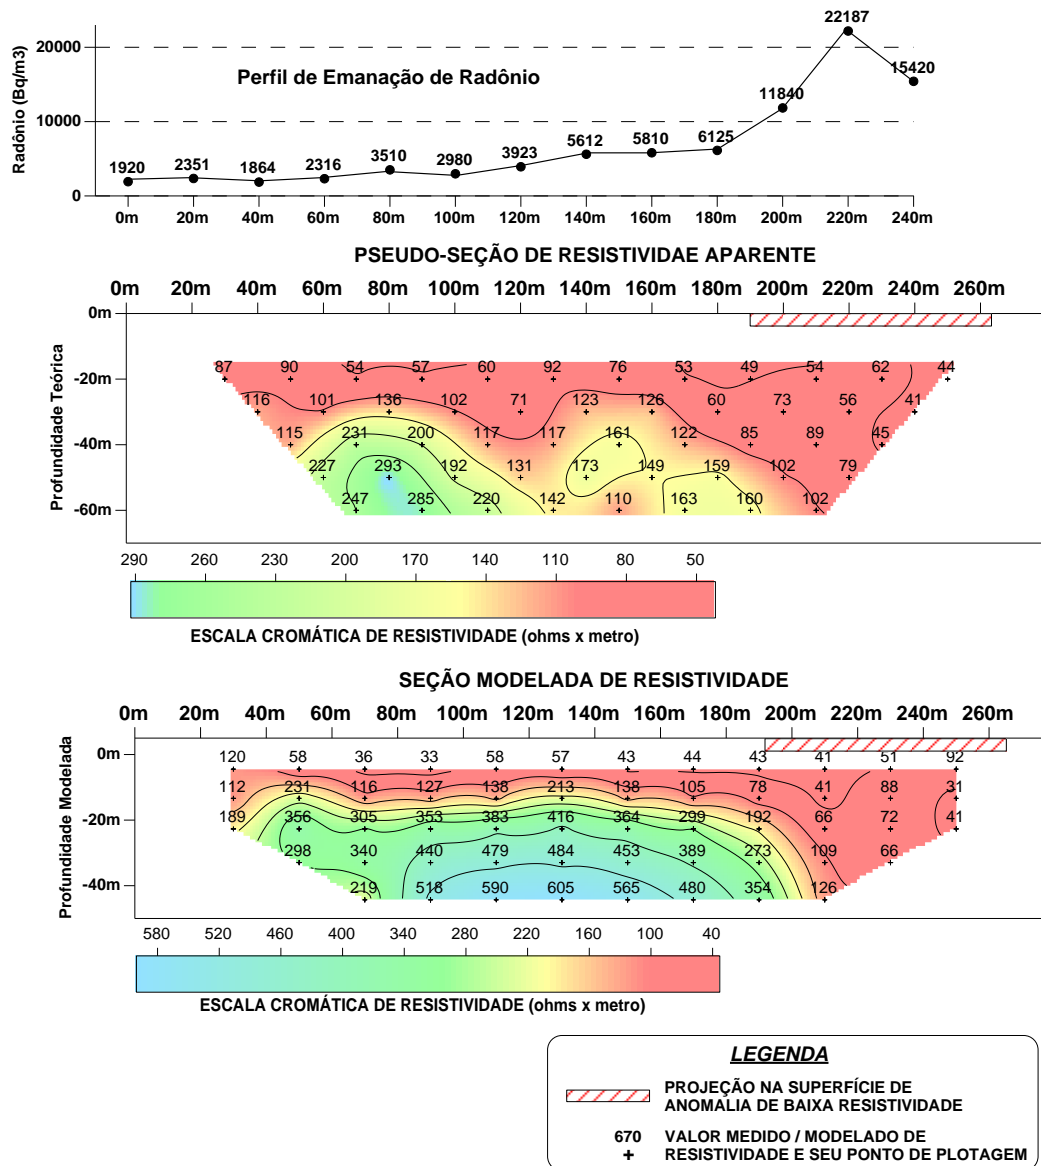 22187
20000
15420
Perfil de Emanação de Radônio
11840
10000
5612 5810 6125
3510 3923
1920 2351 1864 2316 2980
0
Radônio (Bq/m3)
0m 20m 40m 60m 80m 100m 120m 140m 160m 180m 200m 220m 240m
PSEUDO-SEÇÃO DE RESISTIVIDAE APARENTE
0m 20m 40m 60m 80m 100m 120m 140m 160m 180m 200m 220m 240m 260m
0m
87 90 54 57 60 92 76 53 49 54 62 44
-20m
116 101 136 102 71 123 126 60 73 56 41
115 231 200 117 117 161 122 85 89 45
-40m
227 293 192 131 173 149 159 102 79
247 285 220 142 110 163 160 102
-60m
Profundidade Teórica
290 260 230 200 170 140 110 80 50
ESCALA CROMÁTICA DE RESISTIVIDADE (ohms x metro)
SEÇÃO MODELADA DE RESISTIVIDADE
0m 20m 40m 60m 80m 100m 120m 140m 160m 180m 200m 220m 240m 260m
0m
120 58 36 33 58 57 43 44 43 41 51 92
112 231 116 127 138 213 138 105 78 41 88 31
-20m
189 356 305 353 383 416 364 299 192 66 72 41
298 340 440 479 484 453 389 273 109 66
-40m
219 518 590 605 565 480 354 126
Profundidade Modelada
580 520 460 400 340 280 220 160 100 40
ESCALA CROMÁTICA DE RESISTIVIDADE (ohms x metro)
LEGENDA
PROJEÇÃO NA SUPERFÍCIE DE
ANOMALIA DE BAIXA RESISTIVIDADE
670 VALOR MEDIDO / MODELADO DE
+ RESISTIVIDADE E SEU PONTO DE PLOTAGEM